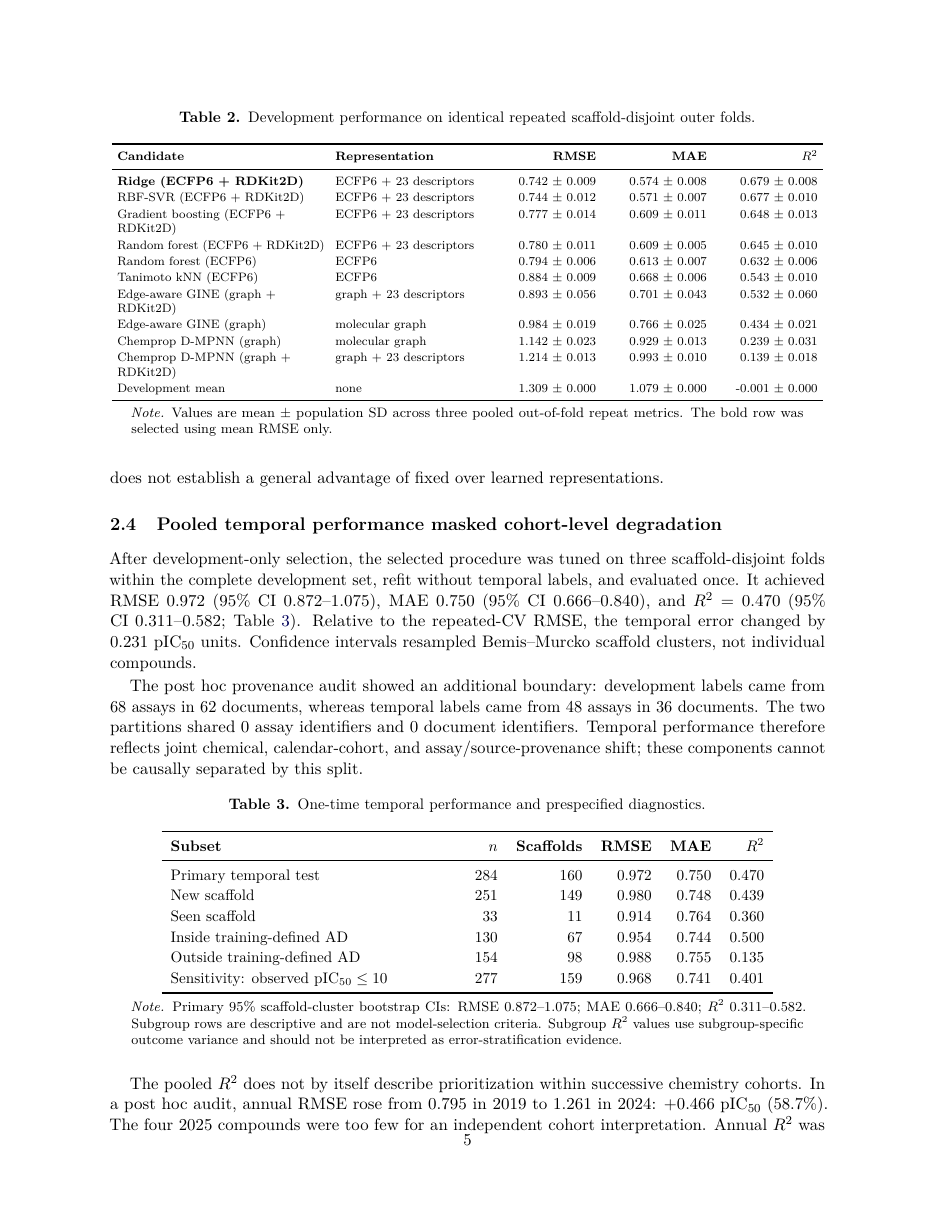 Table 2. Development performance on identical repeated scaffold-disjoint outer folds.
Candidate Representation RMSE MAE R²
Ridge (ECFP6 + RDKit2D) ECFP6 + 23 descriptors 0.742 ± 0.009 0.574 ± 0.008 0.679 ± 0.008
RBF-SVR (ECFP6 + RDKit2D) ECFP6 + 23 descriptors 0.744 ± 0.012 0.571 ± 0.007 0.677 ± 0.010
Gradient boosting (ECFP6 + ECFP6 + 23 descriptors 0.777 ± 0.014 0.609 ± 0.011 0.648 ± 0.013
RDKit2D)
Random forest (ECFP6 + RDKit2D) ECFP6 + 23 descriptors 0.780 ± 0.011 0.609 ± 0.005 0.645 ± 0.010
Random forest (ECFP6) ECFP6 0.794 ± 0.006 0.613 ± 0.007 0.632 ± 0.006
Tanimoto kNN (ECFP6) ECFP6 0.884 ± 0.009 0.668 ± 0.006 0.543 ± 0.010
Edge-aware GINE (graph + graph + 23 descriptors 0.893 ± 0.056 0.701 ± 0.043 0.532 ± 0.060
RDKit2D)
Edge-aware GINE (graph) molecular graph 0.984 ± 0.019 0.766 ± 0.025 0.434 ± 0.021
Chemprop D-MPNN (graph) molecular graph 1.142 ± 0.023 0.929 ± 0.013 0.239 ± 0.031
Chemprop D-MPNN (graph + graph + 23 descriptors 1.214 ± 0.013 0.993 ± 0.010 0.139 ± 0.018
RDKit2D)
Development mean none 1.309 ± 0.000 1.079 ± 0.000 -0.001 ± 0.000
Note. Values are mean ± population SD across three pooled out-of-fold repeat metrics. The bold row was
selected using mean RMSE only.
does not establish a general advantage of fixed over learned representations.
2.4 Pooled temporal performance masked cohort-level degradation
After development-only selection, the selected procedure was tuned on three scaffold-disjoint folds
within the complete development set, refit without temporal labels, and evaluated once. It achieved
RMSE 0.972 (95% CI 0.872–1.075), MAE 0.750 (95% CI 0.666–0.840), and R² = 0.470 (95%
CI 0.311–0.582; Table 3). Relative to the repeated-CV RMSE, the temporal error changed by
0.231 pIC₅₀ units. Confidence intervals resampled Bemis–Murcko scaffold clusters, not individual
compounds.
The post hoc provenance audit showed an additional boundary: development labels came from
68 assays in 62 documents, whereas temporal labels came from 48 assays in 36 documents. The two
partitions shared 0 assay identifiers and 0 document identifiers. Temporal performance therefore
reflects joint chemical, calendar-cohort, and assay/source-provenance shift; these components cannot
be causally separated by this split.
Table 3. One-time temporal performance and prespecified diagnostics.
Subset n Scaffolds RMSE MAE R²
Primary temporal test 284 160 0.972 0.750 0.470
New scaffold 251 149 0.980 0.748 0.439
Seen scaffold 33 11 0.914 0.764 0.360
Inside training-defined AD 130 67 0.954 0.744 0.500
Outside training-defined AD 154 98 0.988 0.755 0.135
Sensitivity: observed pIC₅₀ ≤ 10 277 159 0.968 0.741 0.401
Note. Primary 95% scaffold-cluster bootstrap CIs: RMSE 0.872–1.075; MAE 0.666–0.840; R² 0.311–0.582.
Subgroup rows are descriptive and are not model-selection criteria. Subgroup R² values use subgroup-specific
outcome variance and should not be interpreted as error-stratification evidence.
The pooled R² does not by itself describe prioritization within successive chemistry cohorts. In
a post hoc audit, annual RMSE rose from 0.795 in 2019 to 1.261 in 2024: +0.466 pIC₅₀ (58.7%).
The four 2025 compounds were too few for an independent cohort interpretation. Annual R² was
5